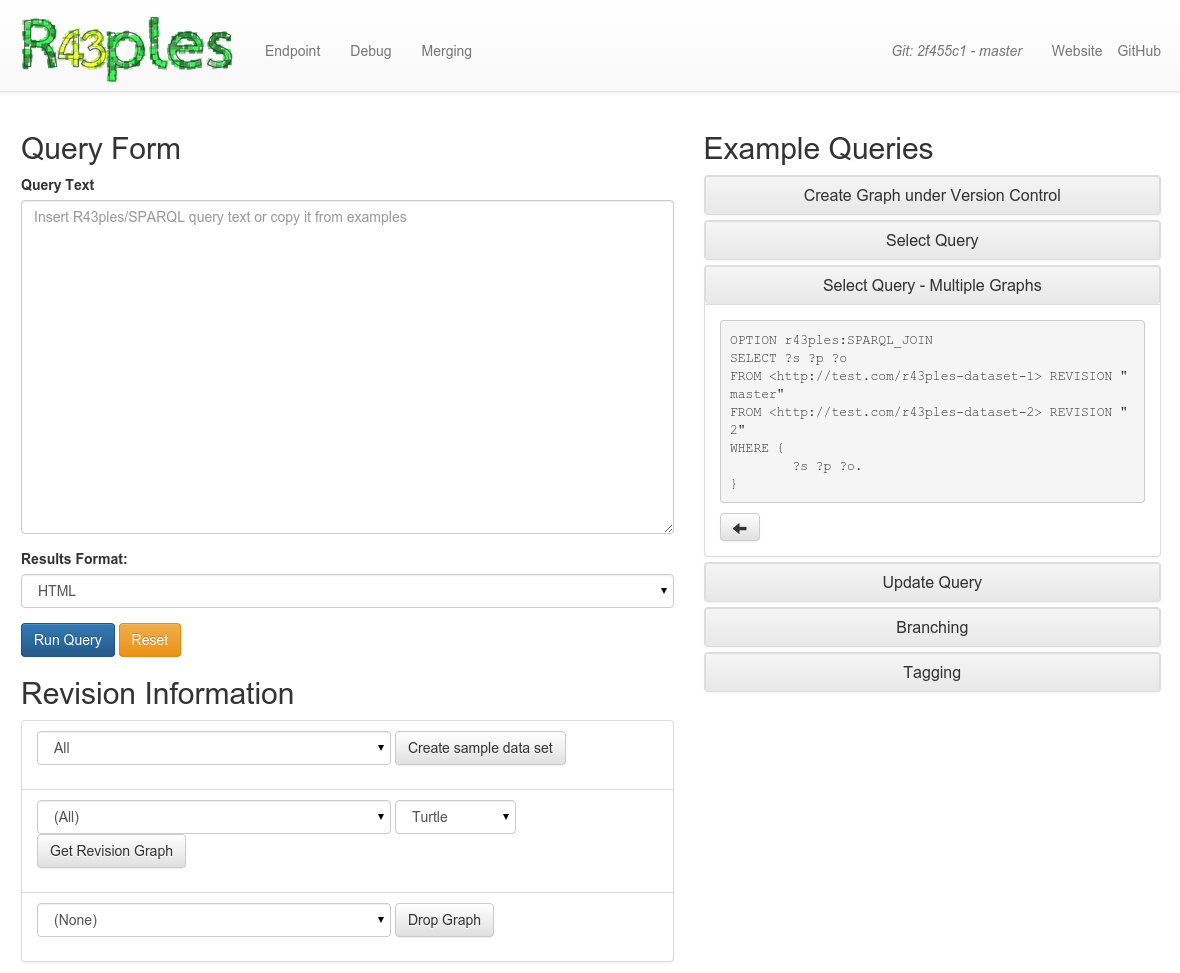 R43ples
Endpoint
Debug
Merging
Git: 2f455c1 - master
Website
GitHub
Query Form
Query Text
Insert R43ples/SPARQL query text or copy it from examples
Results Format:
HTML
Run Query
Reset
Revision Information
All
Create sample data set
(All)
Turtle
Get Revision Graph
(None)
Drop Graph
Example Queries
Create Graph under Version Control
Select Query
Select Query - Multiple Graphs
OPTION r43ples:SPARQL_JOIN
SELECT ?s ?p ?o
FROM <http://test.com/r43ples-dataset-1> REVISION "
master"
FROM <http://test.com/r43ples-dataset-2> REVISION "
2"
WHERE {
?s ?p ?o.
}
Update Query
Branching
Tagging